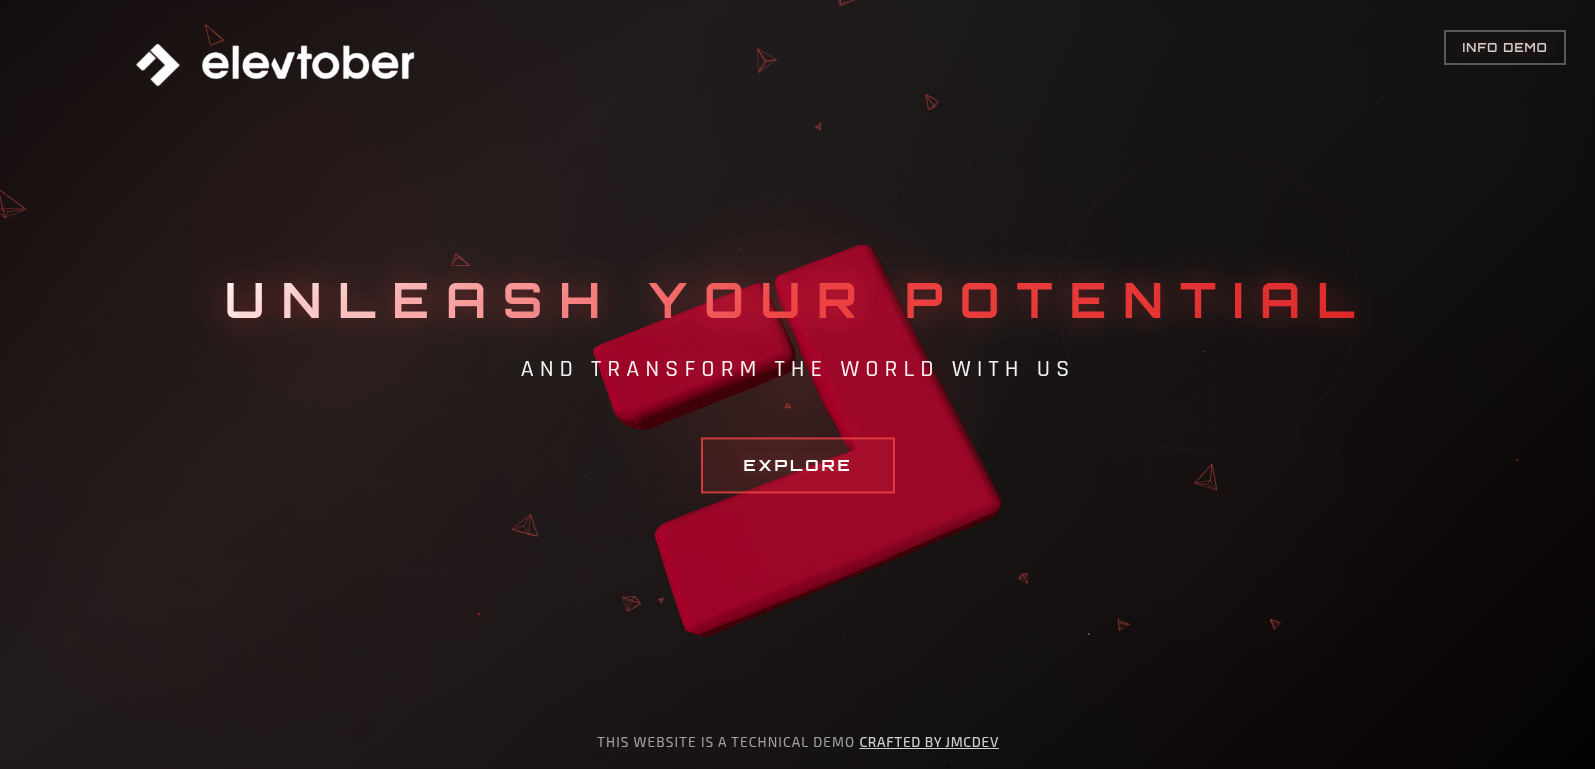 elevtober
INFO DEMO
UNLEASH YOUR POTENTIAL
AND TRANSFORM THE WORLD WITH US
EXPLORE
THIS WEBSITE IS A TECHNICAL DEMO CRAFTED BY JMCDEV